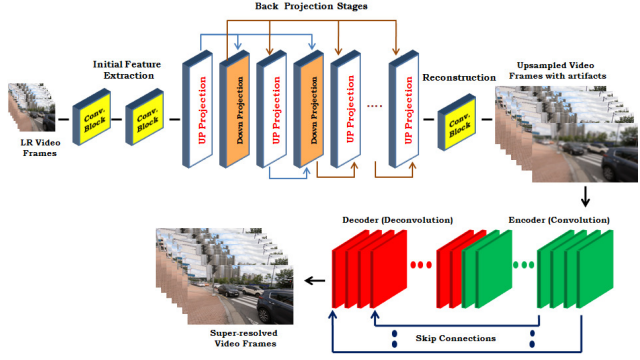 Back Projection Stages
Initial Feature
Extraction
Conv.
Block
Conv.
Block
UP Projection
Down Projection
UP Projection
Down Projection
UP Projection
UP Projection
Reconstruction
Conv.
Block
Upsampled Video
Frames with artifacts
LR Video
Frames
Decoder (Deconvolution)
Encoder (Convolution)
Skip Connections
Super-resolved
Video Frames